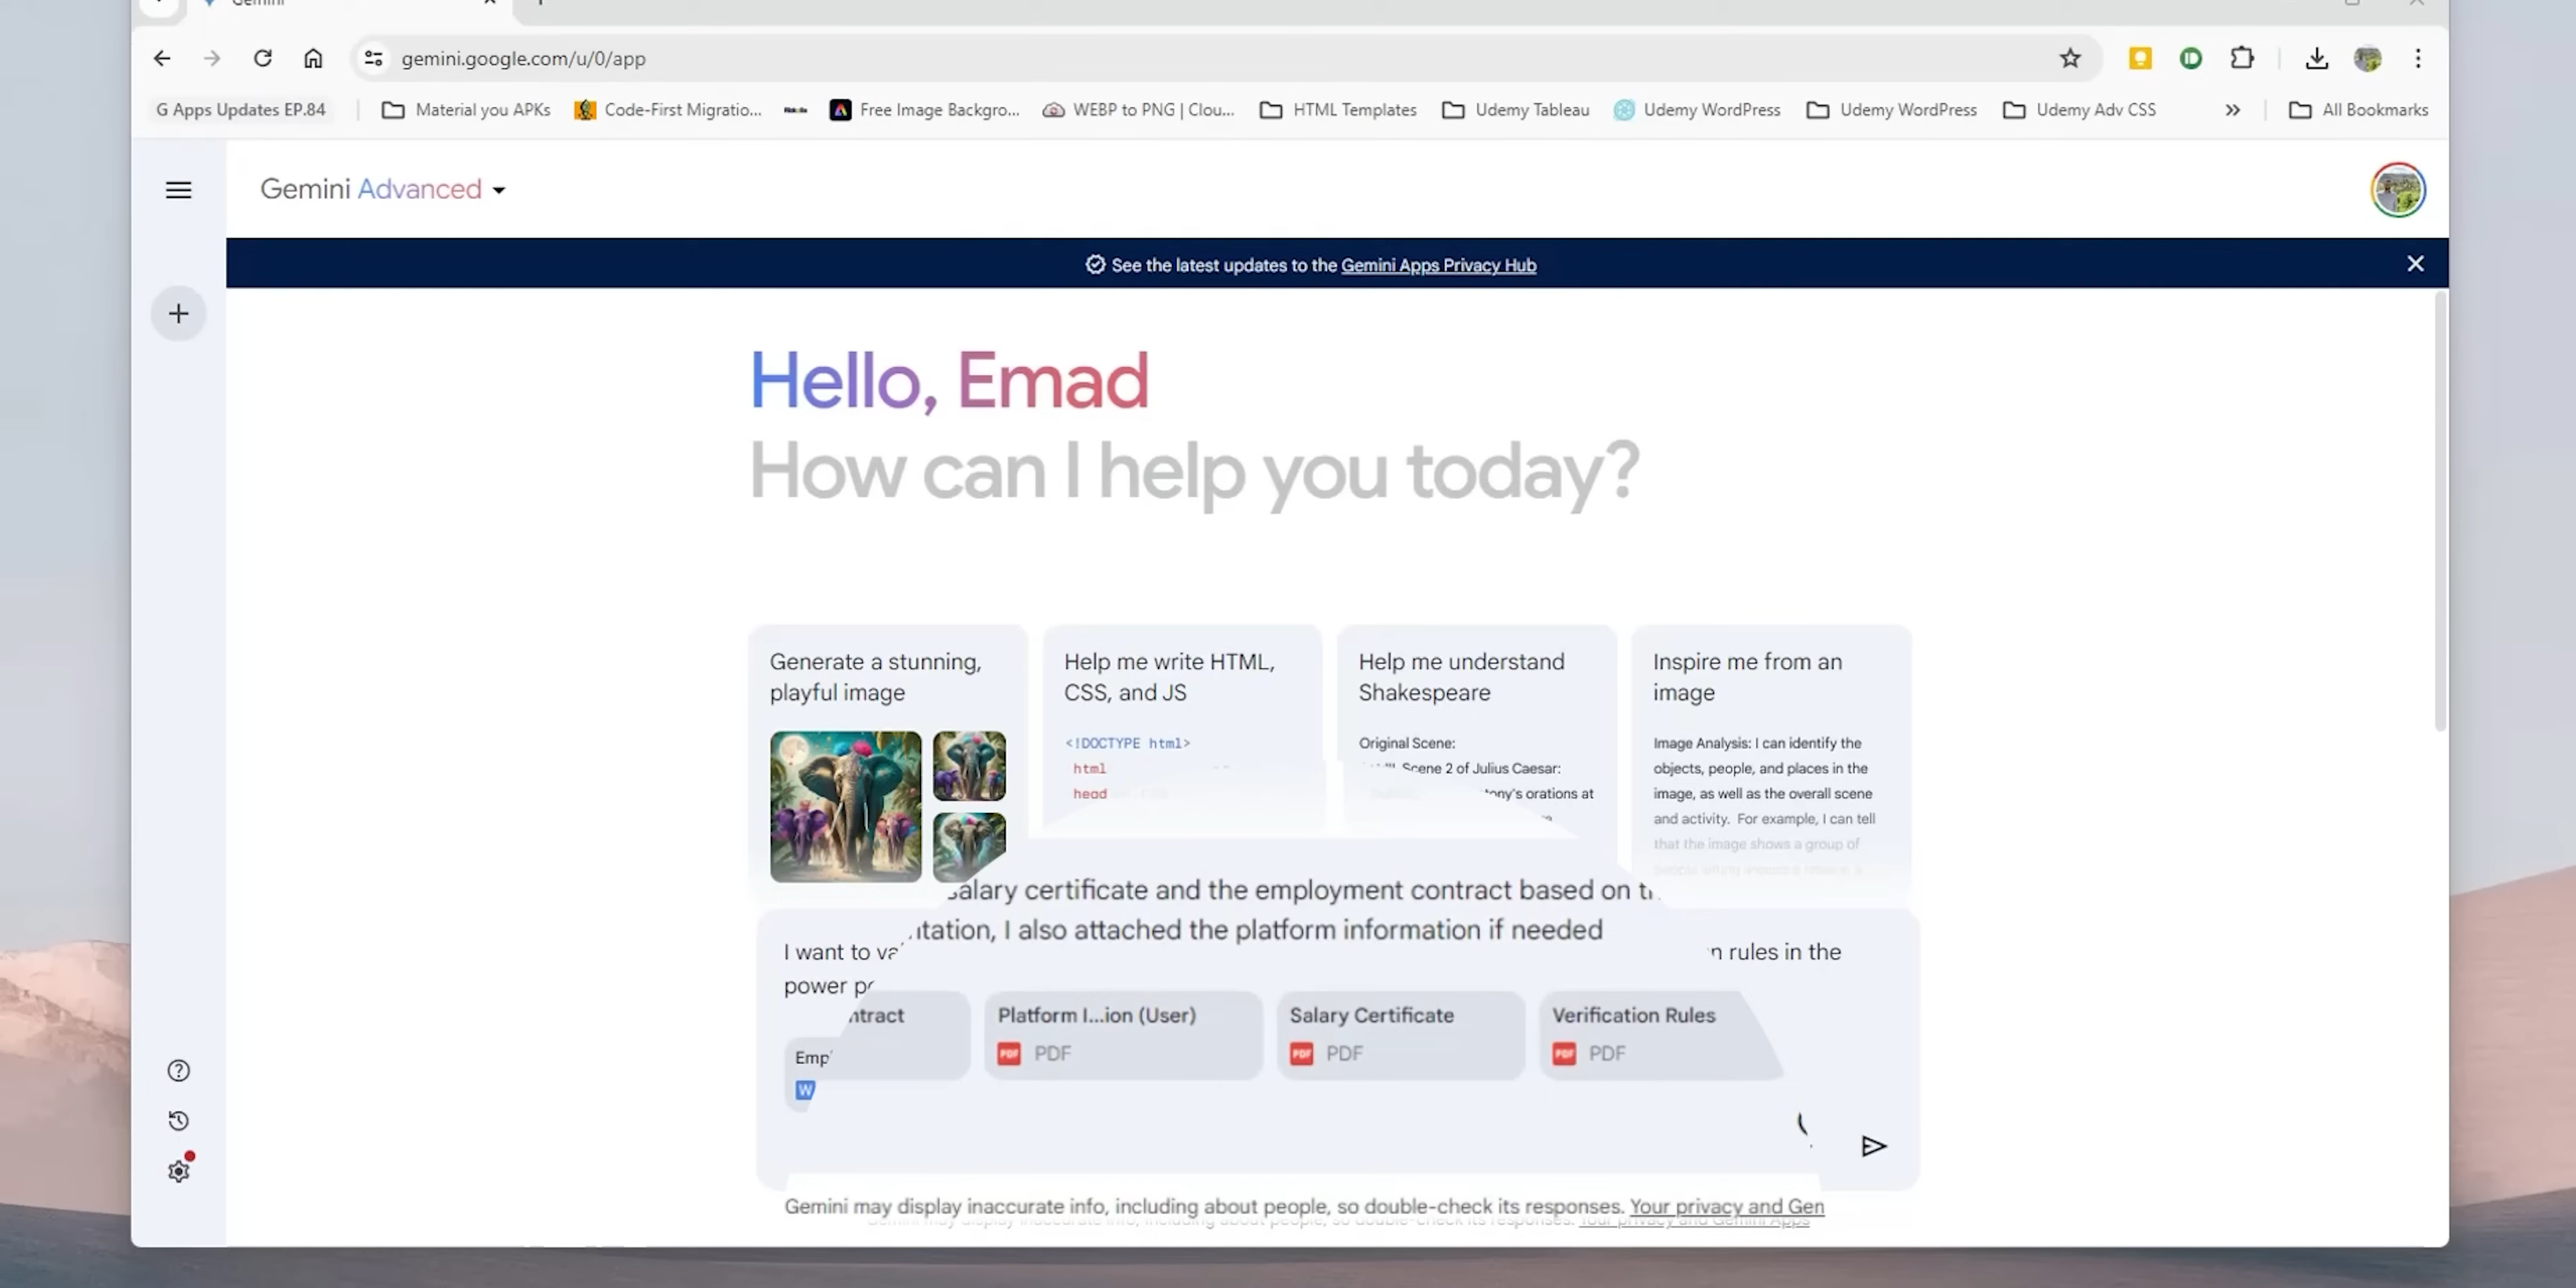 Gemini
gemini.google.com/u/0/app
G Apps Updates EP.84
Material you APKs
Code-First Migratio...
Free Image Backgro...
WEBP to PNG | Clou...
HTML Templates
Udemy Tableau
Udemy WordPress
Udemy WordPress
Udemy Adv CSS
All Bookmarks
Gemini Advanced
See the latest updates to the Gemini Apps Privacy Hub
Hello, Emad
How can I help you today?
Generate a stunning,
playful image
Help me write HTML,
CSS, and JS
<!DOCTYPE html>
html
head
Help me understand
Shakespeare
Original Scene:
Scene 2 of Julius Caesar:
orations at
Inspire me from an
image
Image Analysis: I can identify the
objects, people, and places in the
image, as well as the overall scene
and activity. For example, I can tell
that the image shows a group of
salary certificate and the employment contract based on
I also attached the platform information if needed
I want to
rules in the
power
Platform I...ion (User)
PDF
Salary Certificate
PDF
Verification Rules
PDF
W
Gemini may display inaccurate info, including about people, so double-check its responses. Your privacy and Gen